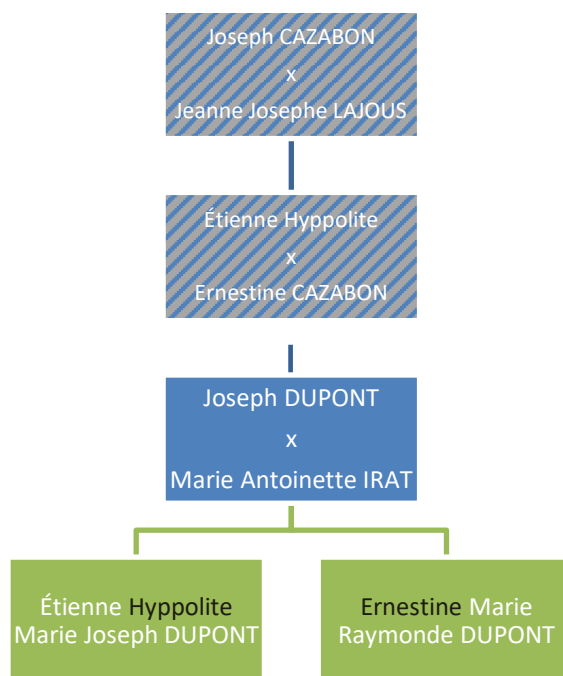 Joseph CAZABON
x
Jeanne Josephe LAJOUS
Étienne Hyppolite
x
Ernestine CAZABON
Joseph DUPONT
x
Marie Antoinette IRAT
Étienne Hyppolite
Marie Joseph DUPONT
Ernestine Marie
Raymonde DUPONT